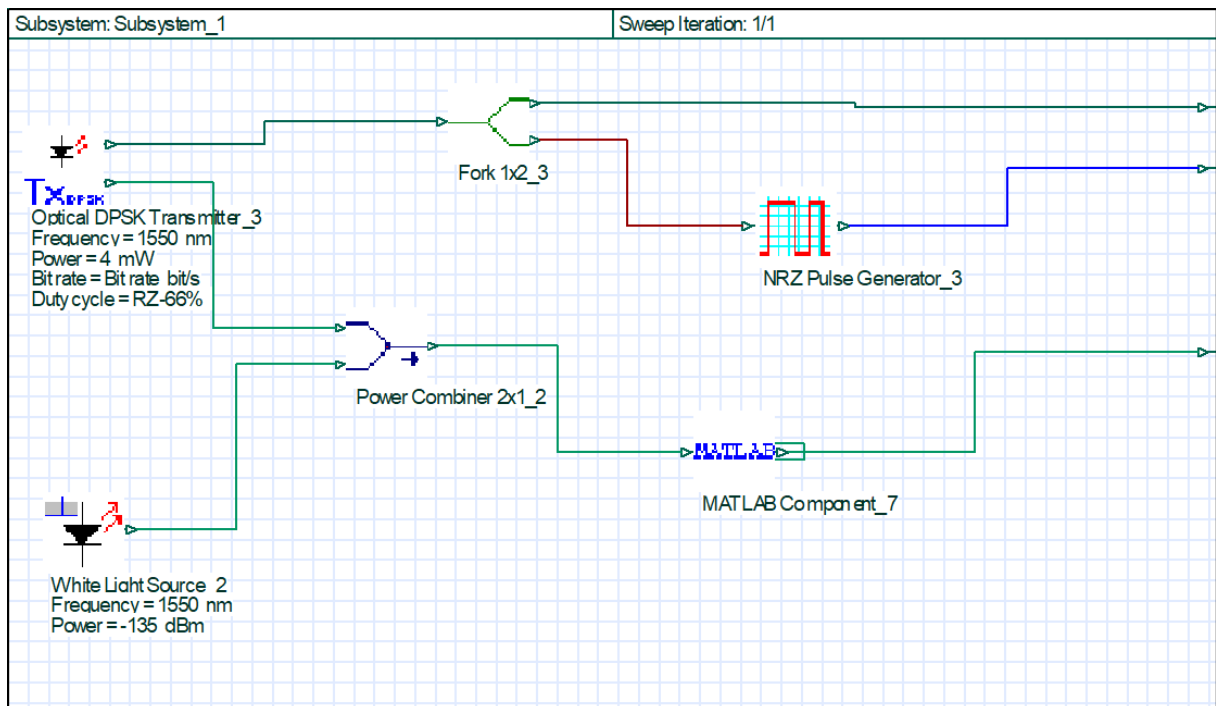 Subsystem: Subsystem_1
Sweep Iteration: 1/1
Fork 1x2_3
TxDPSK
Optical DPSK Transmitter_3
Frequency = 1550 nm
Power = 4 mW
Bit rate = Bit rate bit/s
Duty cycle = RZ-66%
NRZ Pulse Generator_3
Power Combiner 2x1_2
MATLAB
MATLAB Component_7
White Light Source_2
Frequency = 1550 nm
Power = -135 dBm